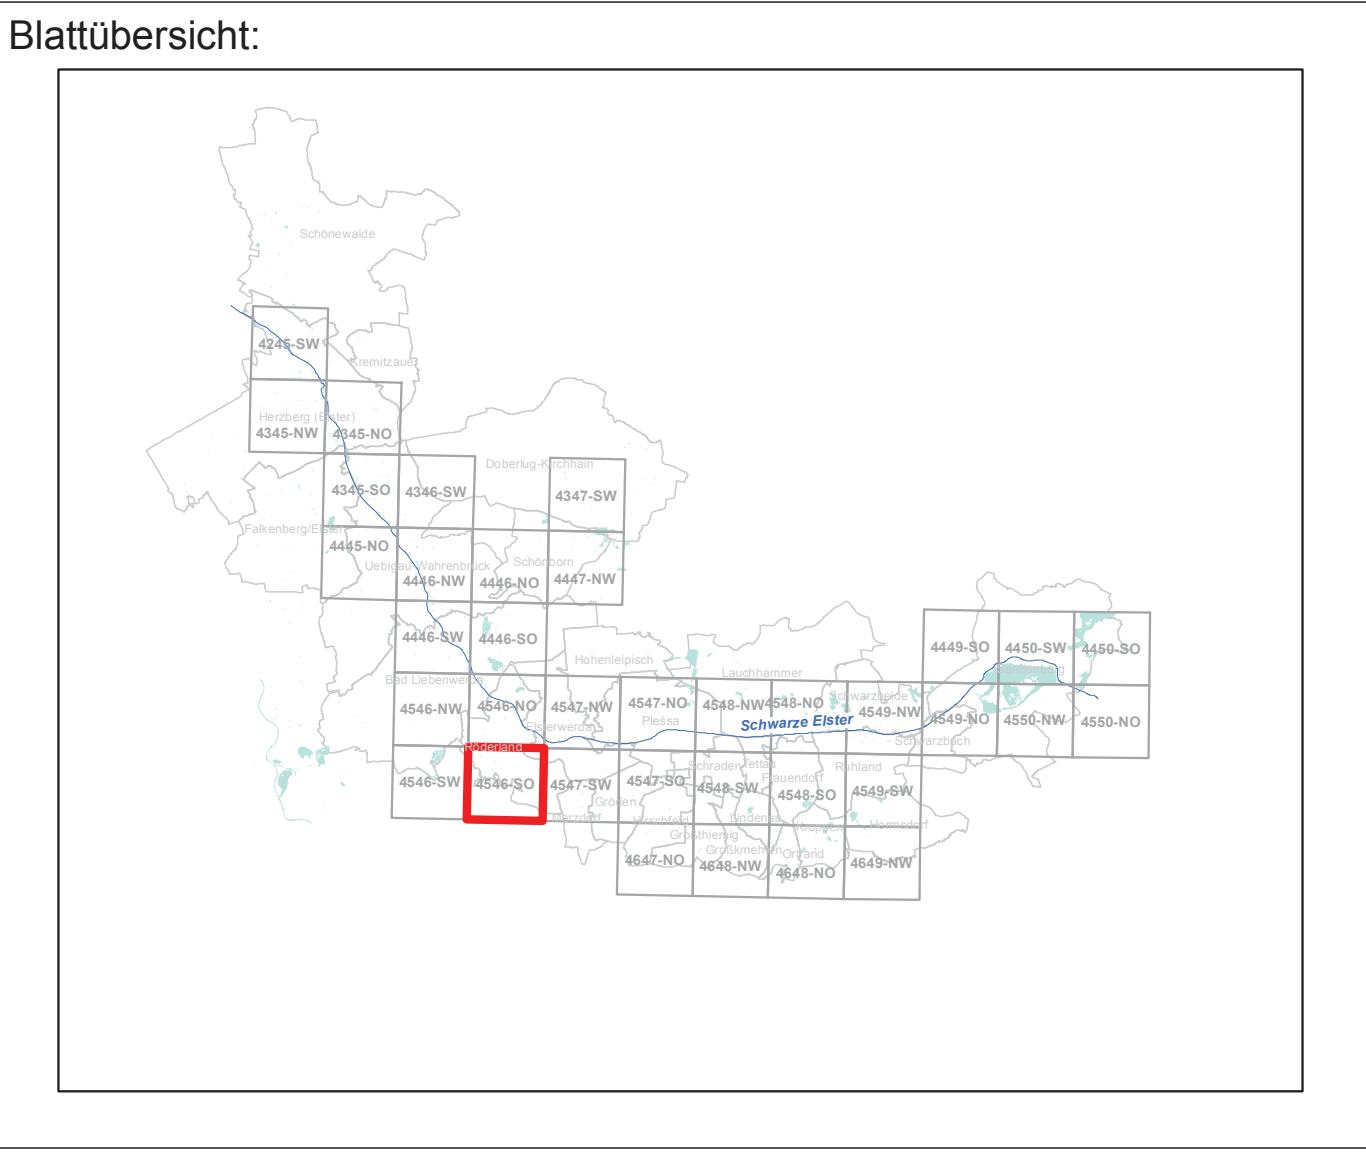 Blattübersicht:
Schönewalde
4245-SW
Kremitzaue
Herzberg (Elster)
4345-NW
4345-NO
Doberlug-Kirchhain
4345-SO
4346-SW
4347-SW
Falkenberg/Elster
4445-NO
Uebigau-Wahrenbrück
Schönborn
4446-NW
4446-NO
4447-NW
4446-SW
4446-SO
4449-SO
4450-SW
4450-SO
Hohenleipisch
Lauchhammer
Bad Liebenwerda
4546-NW
4546-NO
4547-NW
4547-NO
4548-NW
4548-NO
Schwarzheide
4549-NW
4549-NO
4550-NW
4550-NO
Elsterwerda
Plessa
Schwarze Elster
Schwarzbach
Röderland
4546-SW
4546-SO
4547-SW
4547-SO
Schraden
Tettau
Frauendorf
Ruhland
4548-SW
4548-SO
4549-SW
Gröden
Merzdorf
Hirschfeld
Lindenau
Kroppen
Hermsdorf
Großthiemig
Großkmehlen
Ortrand
4647-NO
4648-NW
4648-NO
4649-NW